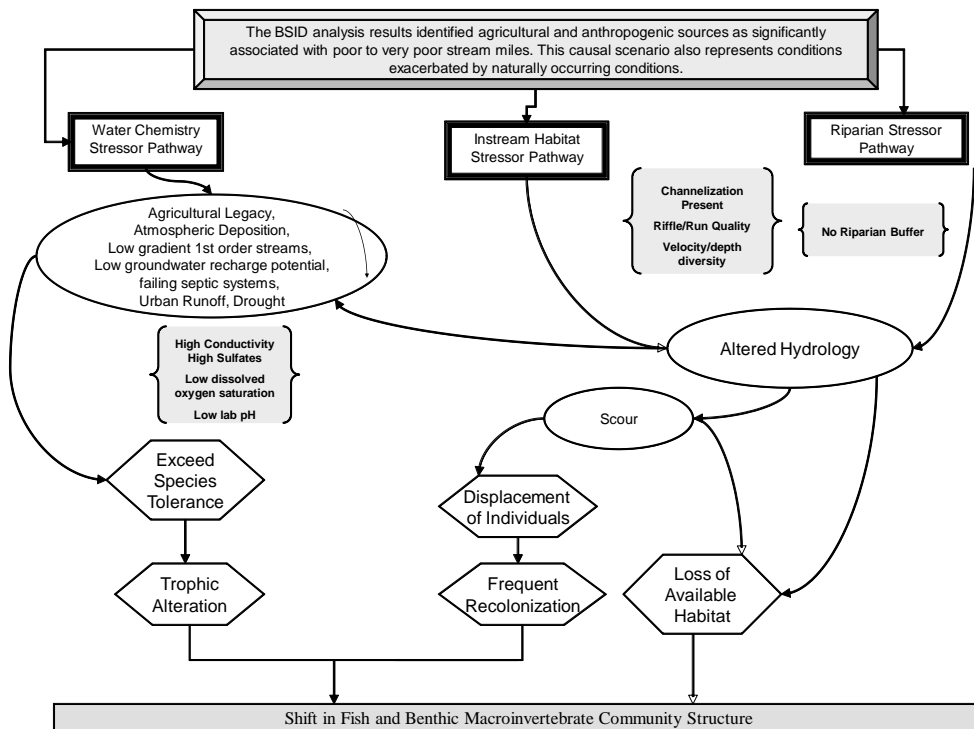 The BSID analysis results identified agricultural and anthropogenic sources as significantly
associated with poor to very poor stream miles. This causal scenario also represents conditions
exacerbated by naturally occurring conditions.
Water Chemistry
Stressor Pathway
Instream Habitat
Stressor Pathway
Riparian Stressor
Pathway
Agricultural Legacy,
Atmospheric Deposition,
Low gradient 1st order streams,
Low groundwater recharge potential,
failing septic systems,
Urban Runoff, Drought
Channelization
Present
Riffle/Run Quality
Velocity/depth
diversity
No Riparian Buffer
High Conductivity
High Sulfates
Low dissolved
oxygen saturation
Low lab pH
Altered Hydrology
Scour
Exceed
Species
Tolerance
Displacement
of Individuals
Trophic
Alteration
Frequent
Recolonization
Loss of
Available
Habitat
Shift in Fish and Benthic Macroinvertebrate Community Structure